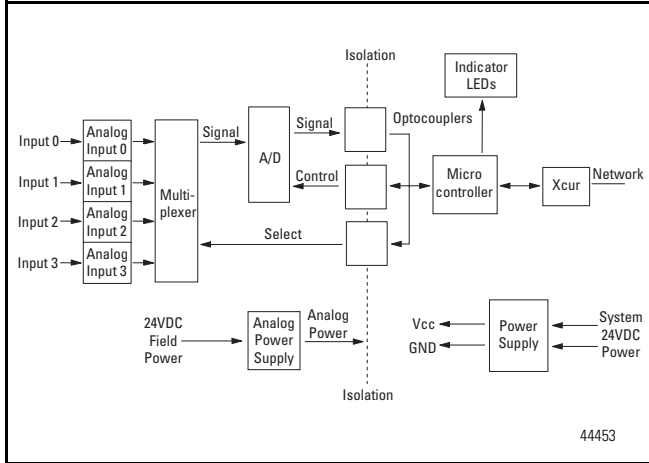 Isolation
Indicator
LEDs
Optocouplers
Input 0
Analog
Input 0
Signal
Signal
Input 1
Analog
Input 1
Multi-
plexer
A/D
Control
Micro
controller
Xcur
Network
Input 2
Analog
Input 2
Select
Input 3
Analog
Input 3
24VDC
Field
Power
Analog
Power
Supply
Analog
Power
Vcc
GND
Power
Supply
System
24VDC
Power
Isolation
44453